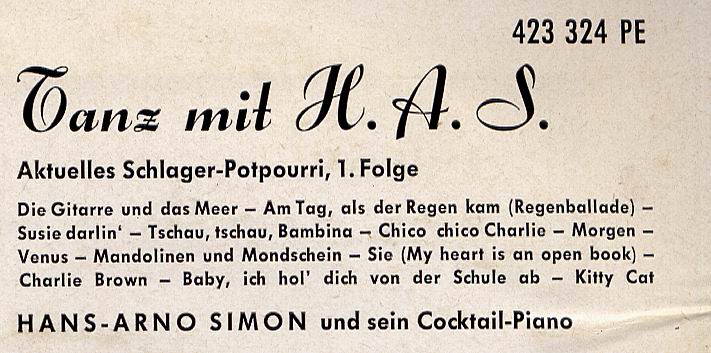 423 324 PE
Tanz mit H. A. S.
Aktuelles Schlager-Potpourri, 1. Folge
Die Gitarre und das Meer – Am Tag, als der Regen kam (Regenballade) –
Susie darlin' – Tschau, tschau, Bambina – Chico chico Charlie – Morgen –
Venus – Mandolinen und Mondschein – Sie (My heart is an open book) –
Charlie Brown – Baby, ich hol' dich von der Schule ab – Kitty Cat
HANS-ARNO SIMON und sein Cocktail-Piano